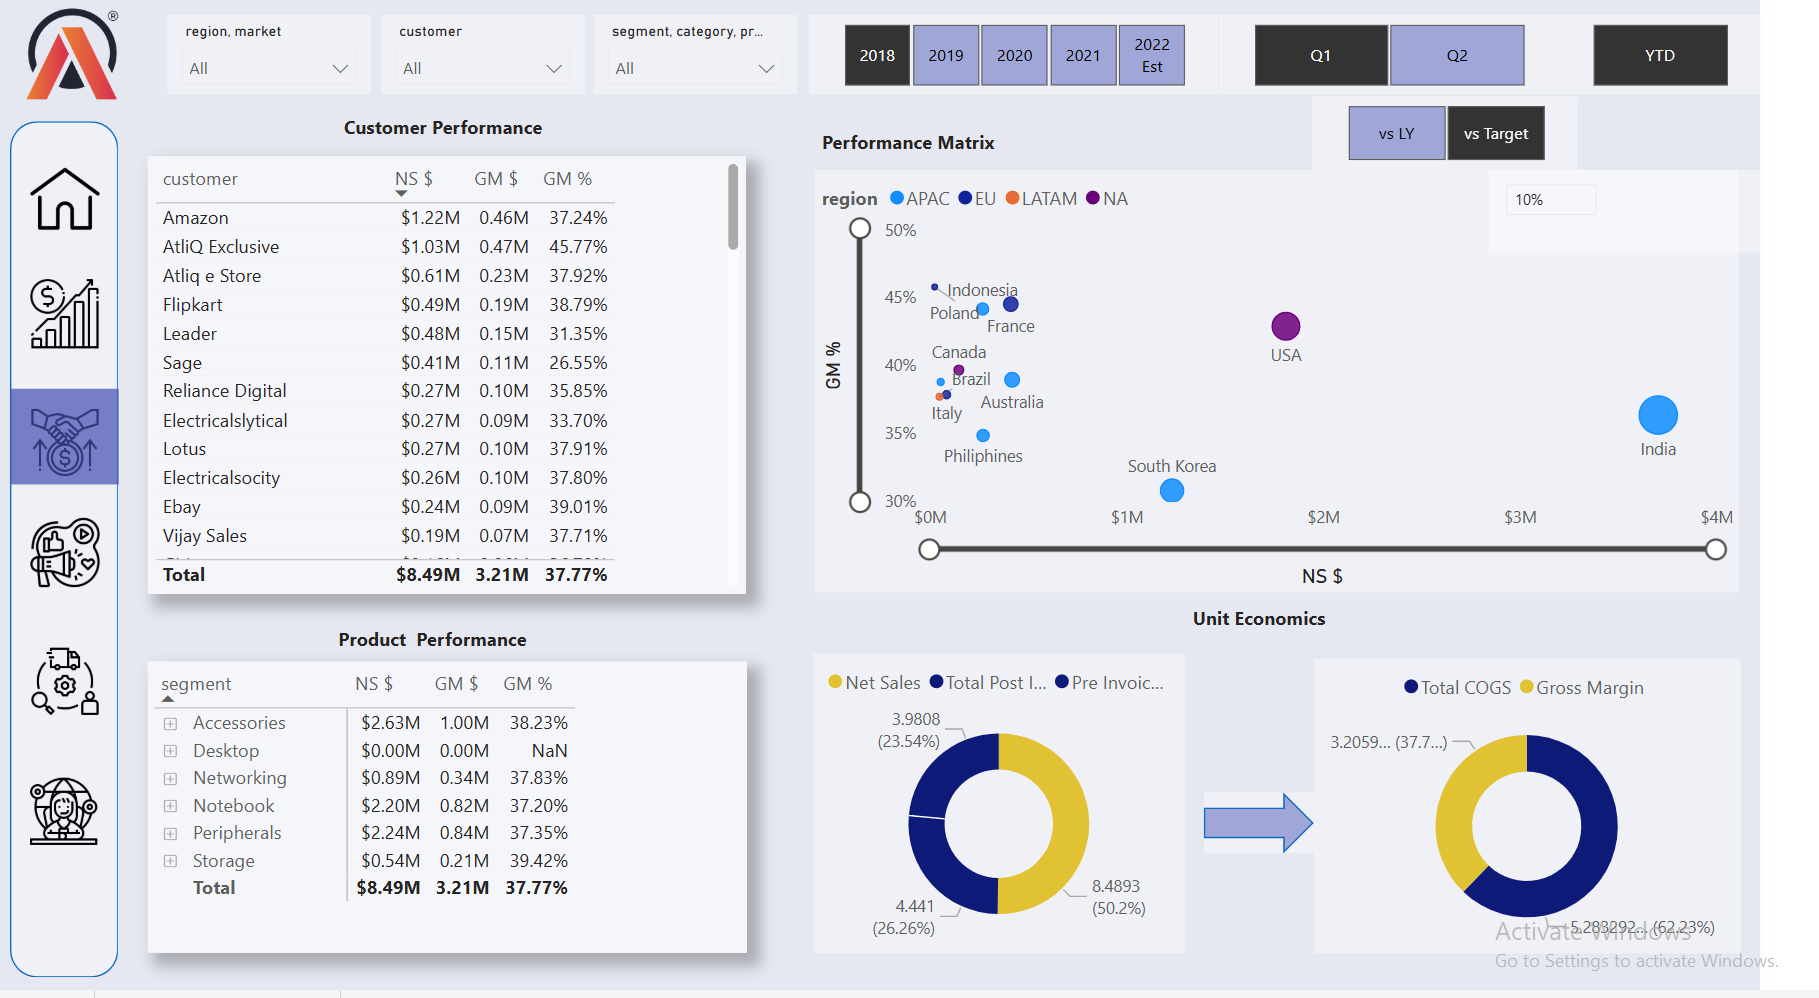 ®
region, market
All
customer
All
segment, category, pr...
All
2018
2019
2020
2021
2022
Est
Q1
Q2
YTD
vs LY
vs Target
10%
Customer Performance
customer NS $ GM $ GM %
Amazon $1.22M 0.46M 37.24%
AtliQ Exclusive $1.03M 0.47M 45.77%
Atliq e Store $0.61M 0.23M 37.92%
Flipkart $0.49M 0.19M 38.79%
Leader $0.48M 0.15M 31.35%
Sage $0.41M 0.11M 26.55%
Reliance Digital $0.27M 0.10M 35.85%
Electricalslytical $0.27M 0.09M 33.70%
Lotus $0.27M 0.10M 37.91%
Electricalsocity $0.26M 0.10M 37.80%
Ebay $0.24M 0.09M 39.01%
Vijay Sales $0.19M 0.07M 37.71%
Total $8.49M 3.21M 37.77%
Performance Matrix
region APAC EU LATAM NA
50%
45%
40%
35%
30%
GM %
Indonesia
Poland
France
Canada
Brazil
Italy
Australia
Philiphines
South Korea
USA
India
$0M $1M $2M $3M $4M
NS $
Product Performance
segment NS $ GM $ GM %
Accessories $2.63M 1.00M 38.23%
Desktop $0.00M 0.00M NaN
Networking $0.89M 0.34M 37.83%
Notebook $2.20M 0.82M 37.20%
Peripherals $2.24M 0.84M 37.35%
Storage $0.54M 0.21M 39.42%
Total $8.49M 3.21M 37.77%
Unit Economics
Net Sales Total Post I... Pre Invoic...
3.9808
(23.54%)
4.441
(26.26%)
8.4893
(50.2%)
Total COGS Gross Margin
3.2059... (37.7...)
5.283292... (62.23%)
Activate Windows
Go to Settings to activate Windows.